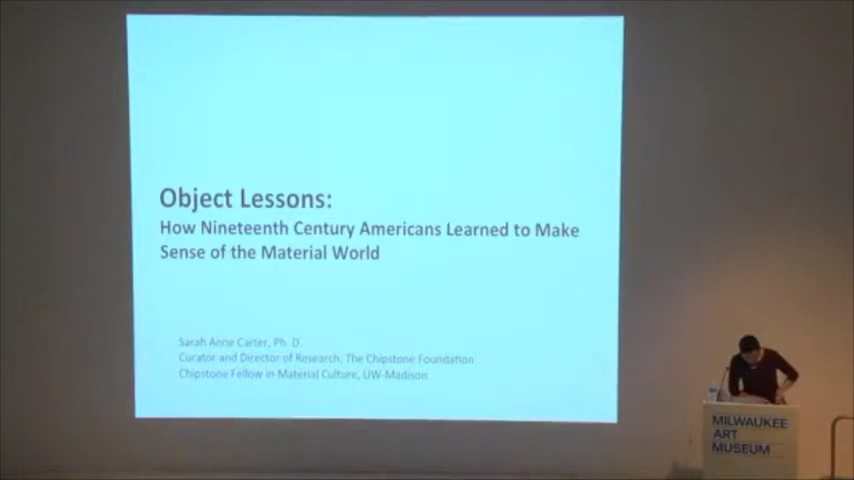 Object Lessons:
How Nineteenth Century Americans Learned to Make
Sense of the Material World
Sarah Anne Carter, Ph. D.
Curator and Director of Research, The Chipstone Foundation
Chipstone Fellow in Material Culture, UW-Madison
MILWAUKEE
ART
MUSEUM